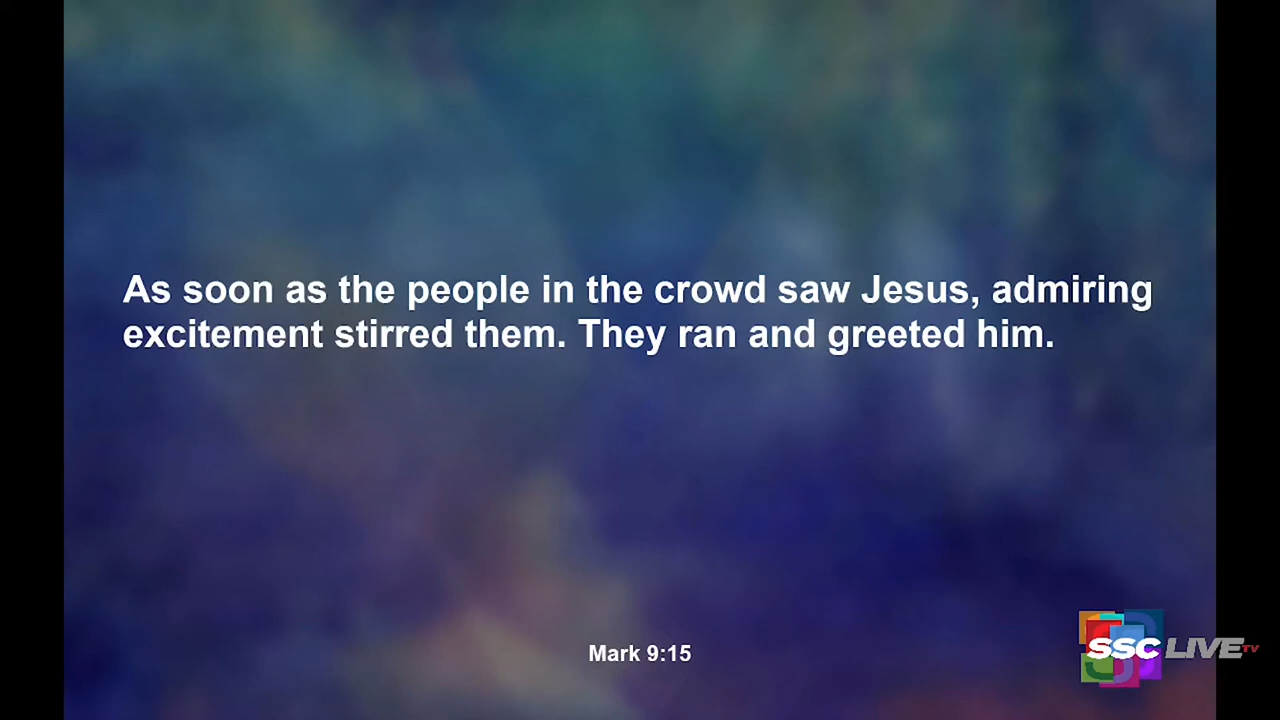 As soon as the people in the crowd saw Jesus, admiring
excitement stirred them. They ran and greeted him.
Mark 9:15
SSC LIVE TV